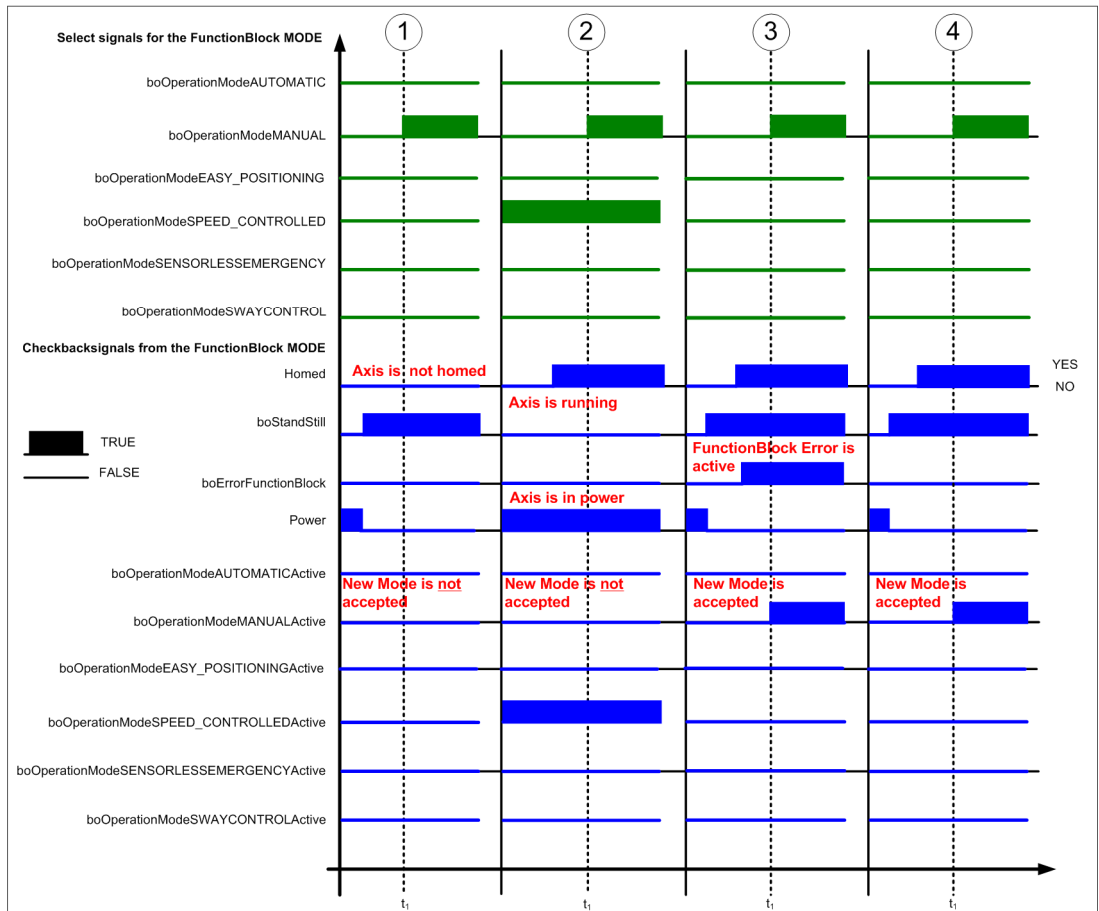 1 2 3 4
Select signals for the FunctionBlock MODE
boOperationModeAUTOMATIC
boOperationModeMANUAL
boOperationModeEASY_POSITIONING
boOperationModeSPEED_CONTROLLED
boOperationModeSENSORLESSEMERGENCY
boOperationModeSWAYCONTROL
Checkbacksignals from the FunctionBlock MODE
Homed
Axis is not homed
YES
NO
Axis is running
boStandStill
TRUE
FALSE
FunctionBlock Error is
active
boErrorFunctionBlock
Axis is in power
Power
boOperationModeAUTOMATICActive
New Mode is not
accepted
New Mode is not
accepted
New Mode is
accepted
New Mode is
accepted
boOperationModeMANUALActive
boOperationModeEASY_POSITIONINGActive
boOperationModeSPEED_CONTROLLEDActive
boOperationModeSENSORLESSEMERGENCYActive
boOperationModeSWAYCONTROLActive
t1 t1 t1 t1